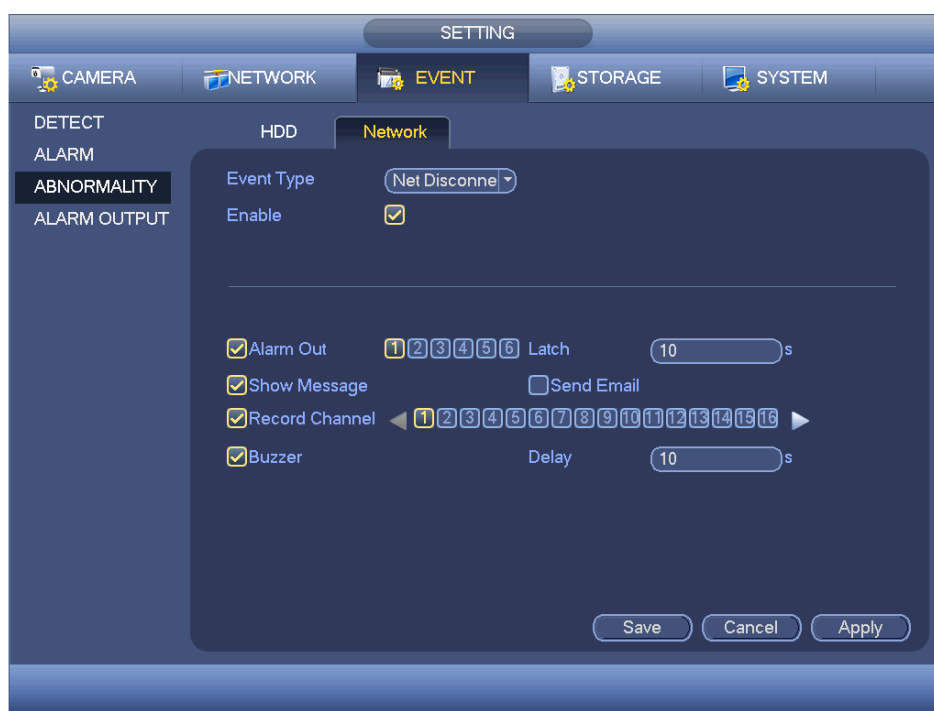 SETTING
CAMERA NETWORK EVENT STORAGE SYSTEM
DETECT
ALARM
ABNORMALITY
ALARM OUTPUT
HDD Network
Event Type Net Disconne
Enable
Alarm Out 1 2 3 4 5 6 Latch 10 s
Show Message Send Email
Record Channel 1 2 3 4 5 6 7 8 9 10 11 12 13 14 15 16
Buzzer Delay 10 s
Save Cancel Apply